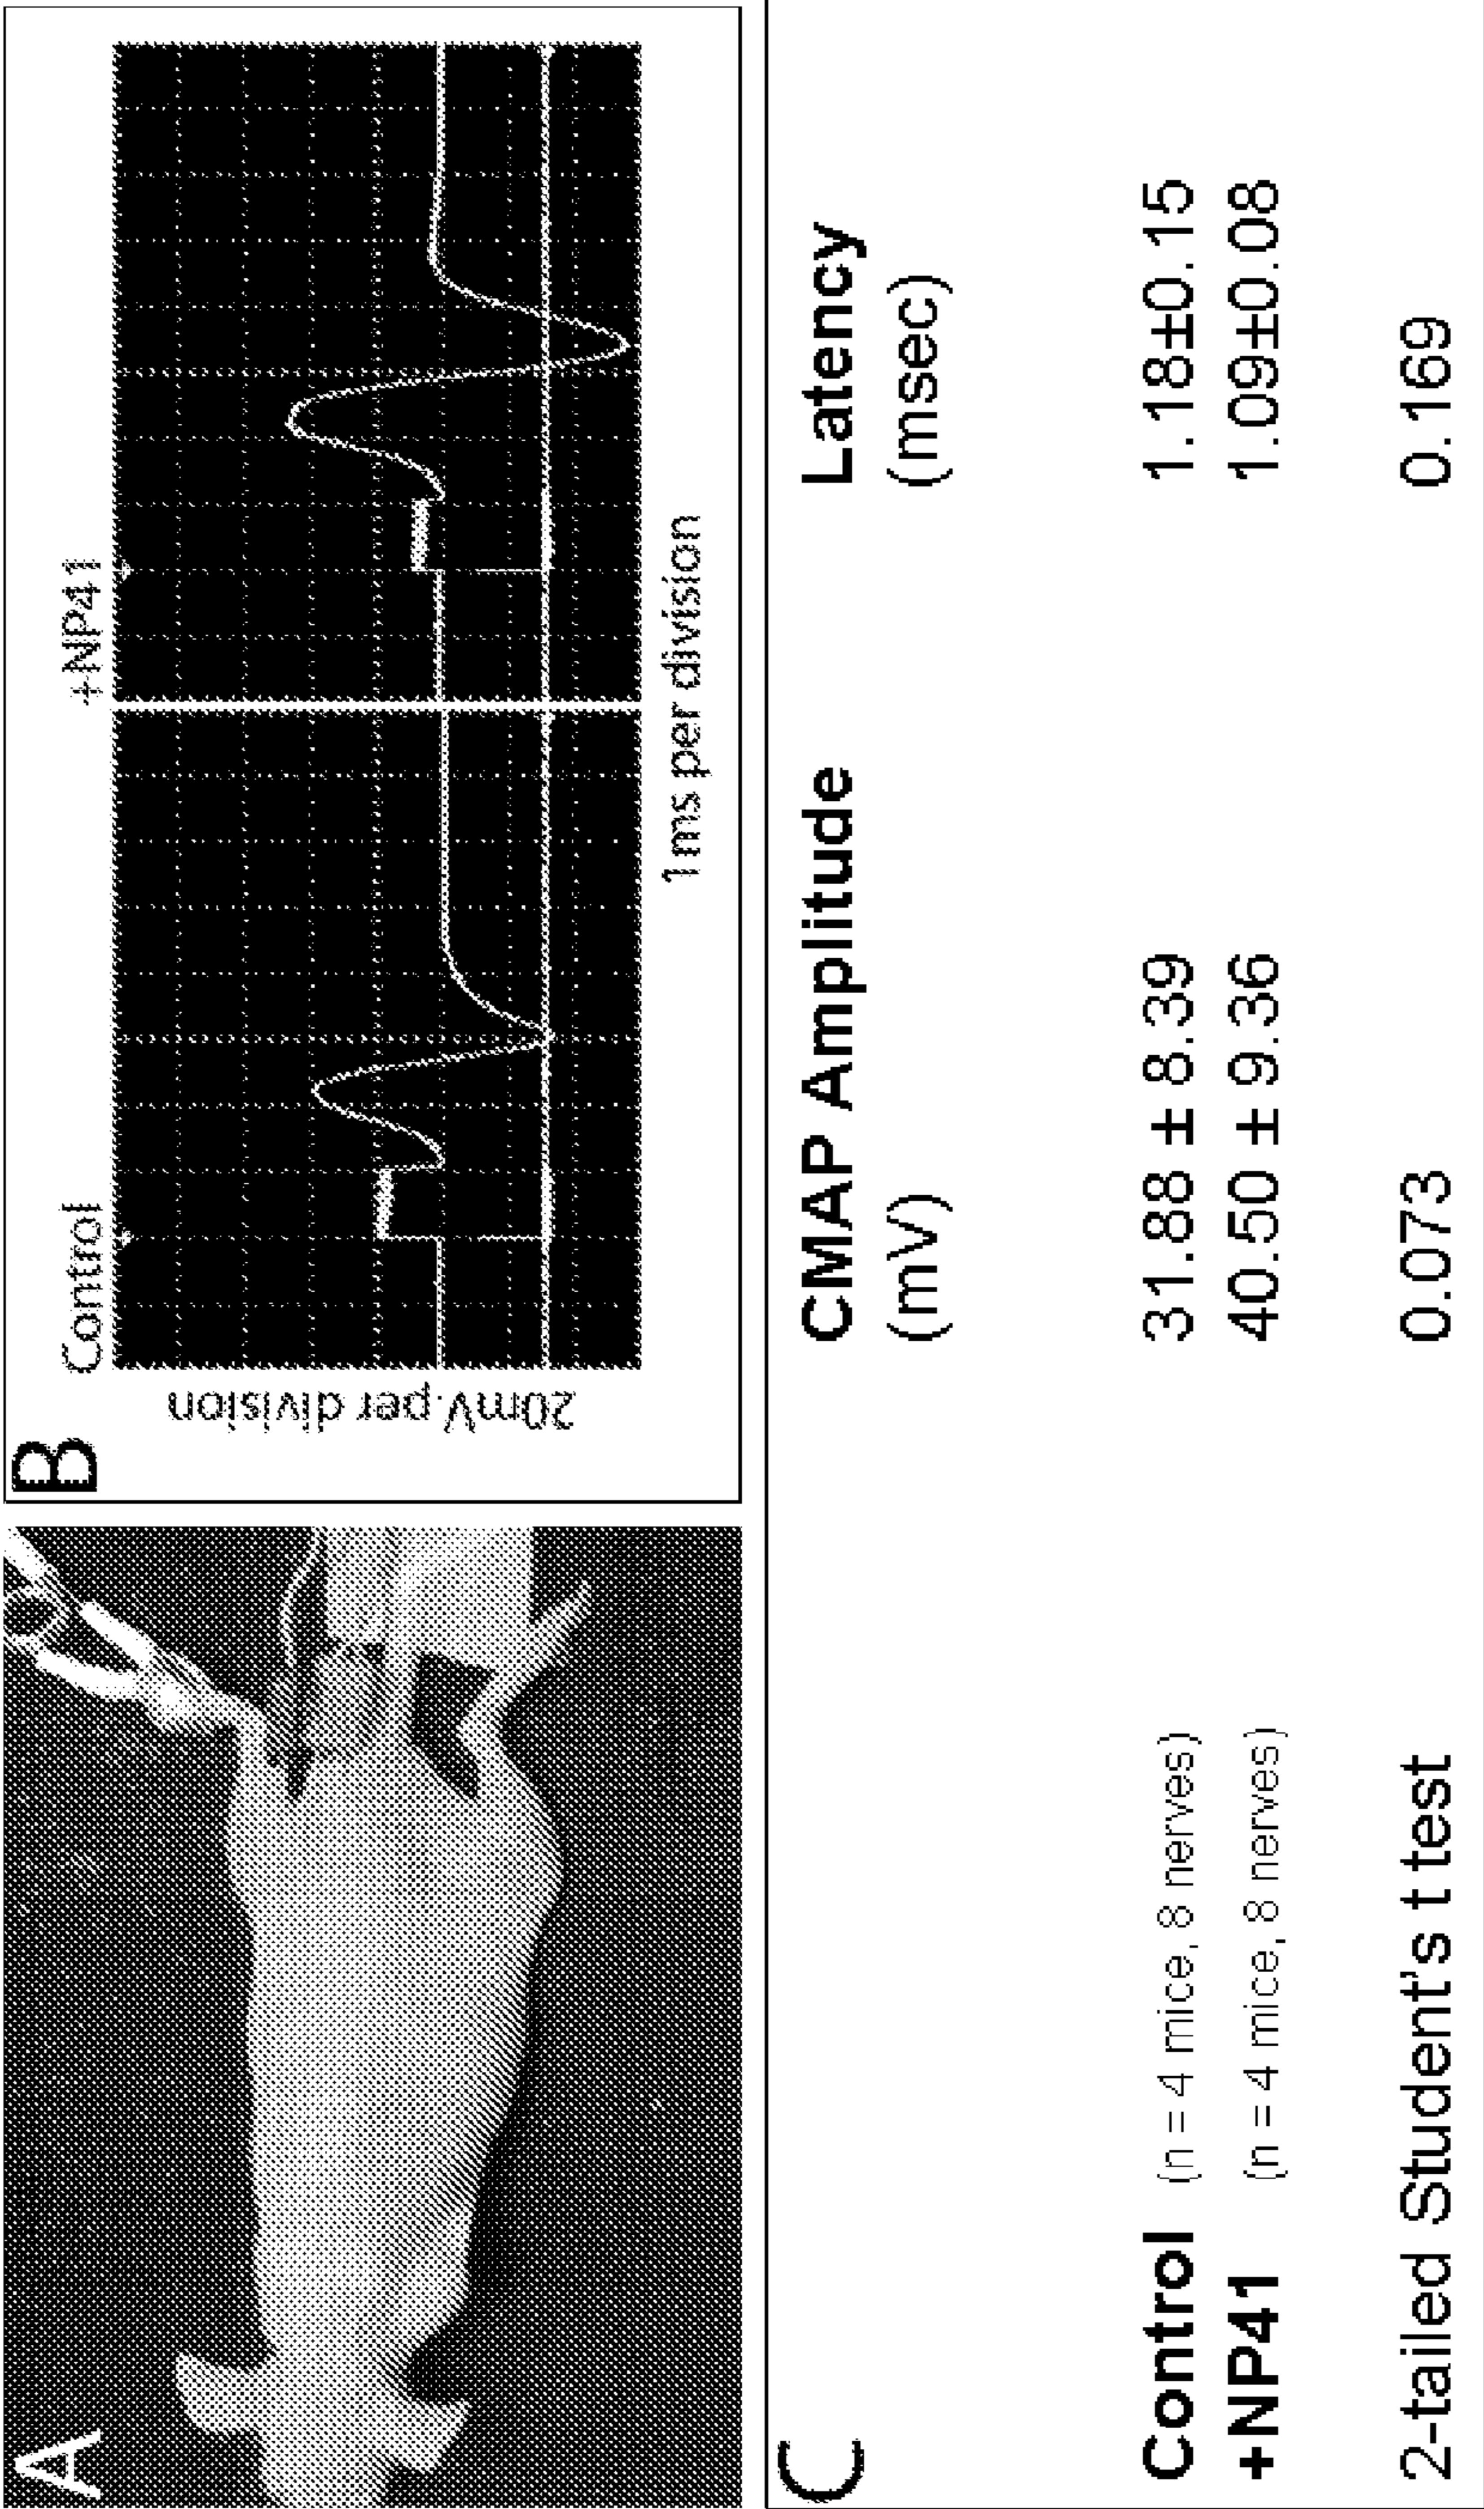 A
B
Control
+NP41
20mV.per division
1ms per division
C
CMAP Amplitude Latency
(mV) (msec)
Control (n = 4 mice, 8 nerves) 31.88 ± 8.39 1.18±0.15
+NP41 (n = 4 mice, 8 nerves) 40.50 ± 9.36 1.09±0.08
2-tailed Student's t test 0.073 0.169